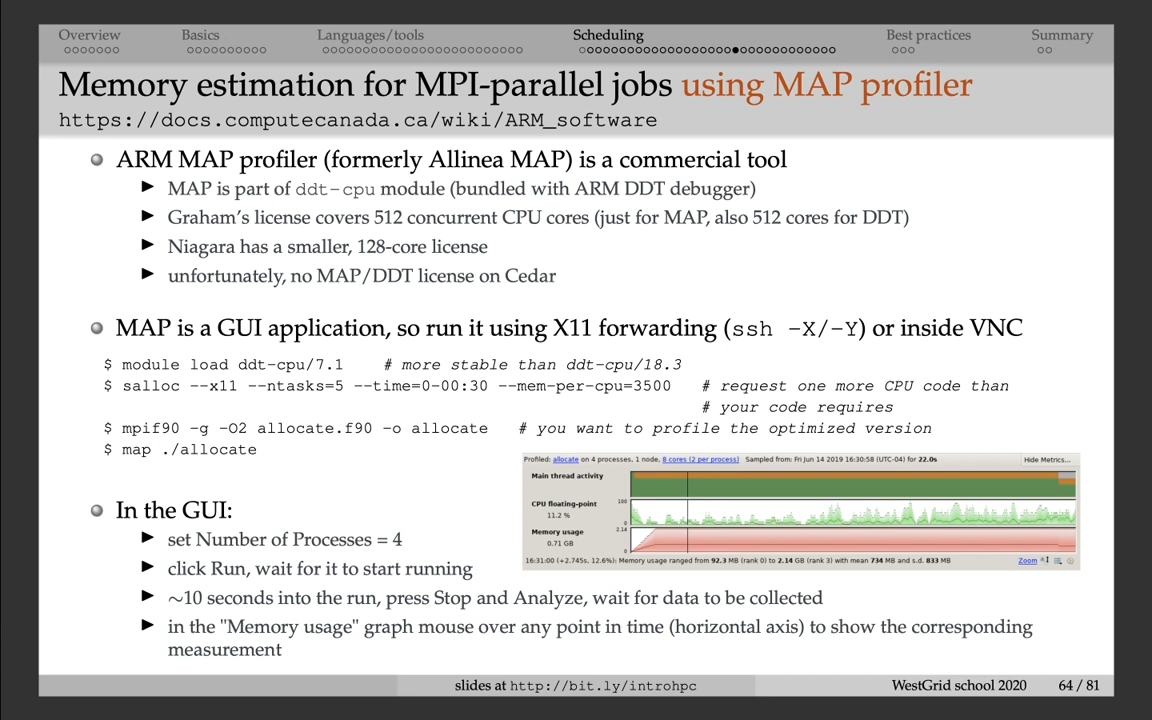 Overview Basics Languages/tools Scheduling Best practices Summary
Memory estimation for MPI-parallel jobs using MAP profiler
https://docs.computecanada.ca/wiki/ARM_software
ARM MAP profiler (formerly Allinea MAP) is a commercial tool
MAP is part of ddt-cpu module (bundled with ARM DDT debugger)
Graham's license covers 512 concurrent CPU cores (just for MAP, also 512 cores for DDT)
Niagara has a smaller, 128-core license
unfortunately, no MAP/DDT license on Cedar
MAP is a GUI application, so run it using X11 forwarding (ssh -X/-Y) or inside VNC
$ module load ddt-cpu/7.1 # more stable than ddt-cpu/18.3
$ salloc --x11 --ntasks=5 --time=0-00:30 --mem-per-cpu=3500 # request one more CPU code than
# your code requires
$ mpif90 -g -O2 allocate.f90 -o allocate # you want to profile the optimized version
$ map ./allocate
Profiled: allocate on 4 processes, 1 node, 8 cores (2 per process) Sampled from: Fri Jun 14 2019 16:30:58 (UTC-04) for 22.0s Hide Metrics...
Main thread activity
CPU floating-point 100
11.2 % 0
Memory usage 2.14
0.71 GB 0
16:31:00 (+2.745s, 12.6%): Memory usage ranged from 92.3 MB (rank 0) to 2.14 GB (rank 3) with mean 734 MB and s.d. 833 MB Zoom
In the GUI:
set Number of Processes = 4
click Run, wait for it to start running
~10 seconds into the run, press Stop and Analyze, wait for data to be collected
in the "Memory usage" graph mouse over any point in time (horizontal axis) to show the corresponding
measurement
slides at http://bit.ly/introhpc WestGrid school 2020 64 / 81